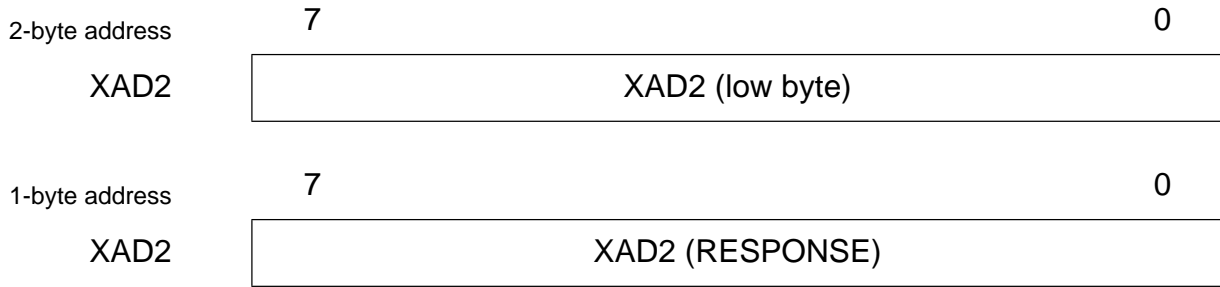 2-byte address 7 0
XAD2 XAD2 (low byte)
1-byte address 7 0
XAD2 XAD2 (RESPONSE)